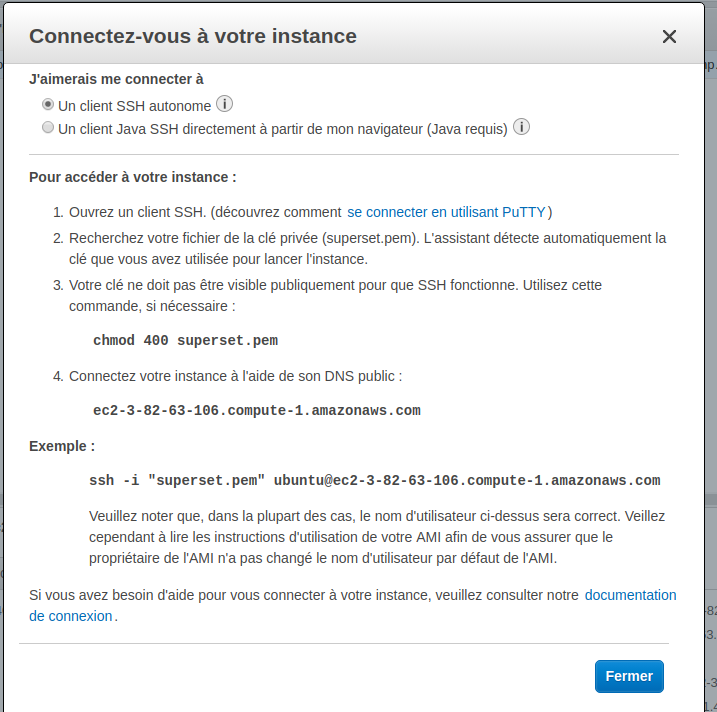 Connectez-vous à votre instance
J'aimerais me connecter à
Un client SSH autonome
Un client Java SSH directement à partir de mon navigateur (Java requis)
Pour accéder à votre instance :
1. Ouvrez un client SSH. (découvrez comment se connecter en utilisant PuTTY)
2. Recherchez votre fichier de la clé privée (superset.pem). L'assistant détecte automatiquement la
clé que vous avez utilisée pour lancer l'instance.
3. Votre clé ne doit pas être visible publiquement pour que SSH fonctionne. Utilisez cette
commande, si nécessaire :
chmod 400 superset.pem
4. Connectez votre instance à l'aide de son DNS public :
ec2-3-82-63-106.compute-1.amazonaws.com
Exemple :
ssh -i "superset.pem" ubuntu@ec2-3-82-63-106.compute-1.amazonaws.com
Veuillez noter que, dans la plupart des cas, le nom d'utilisateur ci-dessus sera correct. Veillez
cependant à lire les instructions d'utilisation de votre AMI afin de vous assurer que le
propriétaire de l'AMI n'a pas changé le nom d'utilisateur par défaut de l'AMI.
Si vous avez besoin d'aide pour vous connecter à votre instance, veuillez consulter notre documentation
de connexion.
Fermer